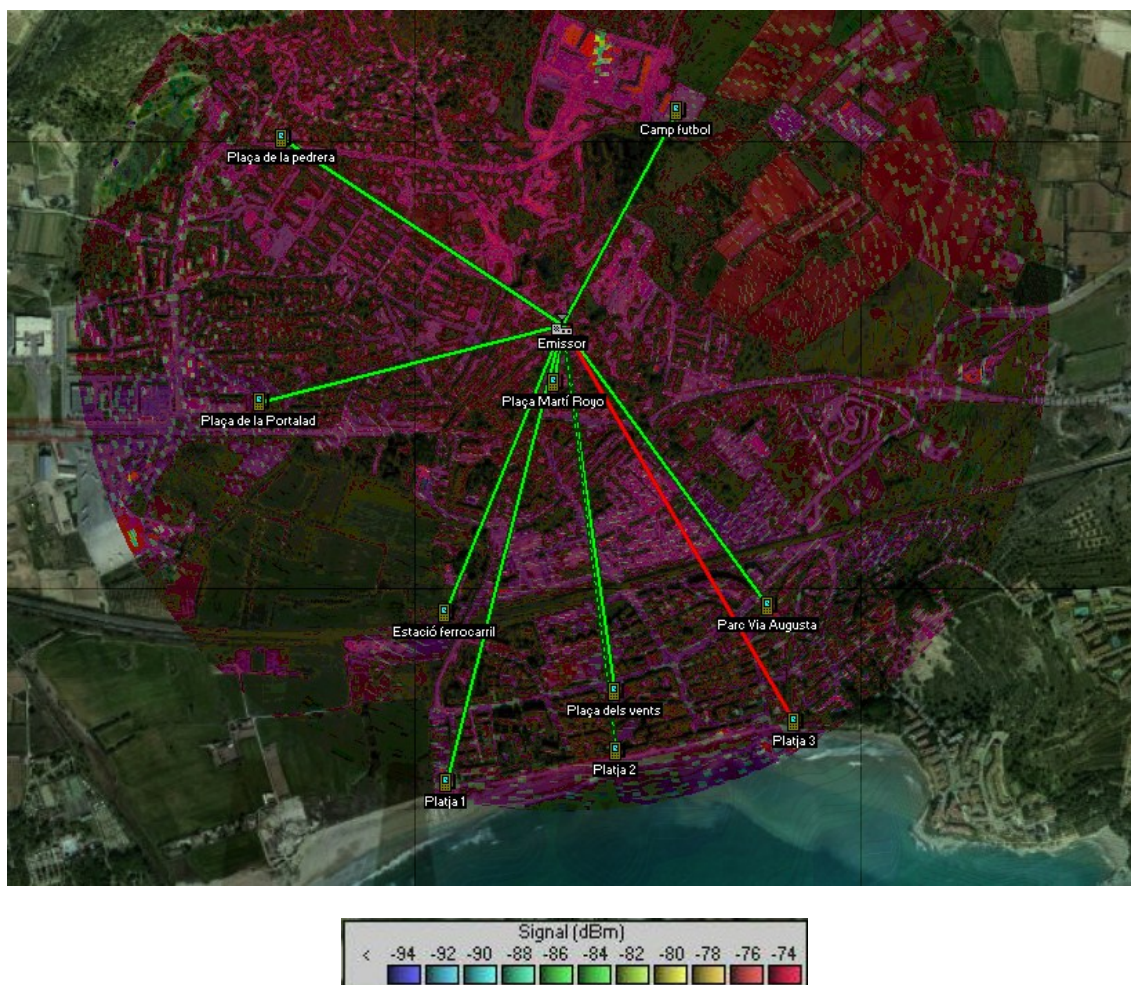 Camp futbol
Plaça de la pedrera
Emissor
Plaça Martí Royo
Plaça de la Portalad
Parc Via Augusta
Estació ferrocarril
Plaça dels vents
Platja 3
Platja 2
Platja 1
Signal (dBm)
< -94 -92 -90 -88 -86 -84 -82 -80 -78 -76 -74